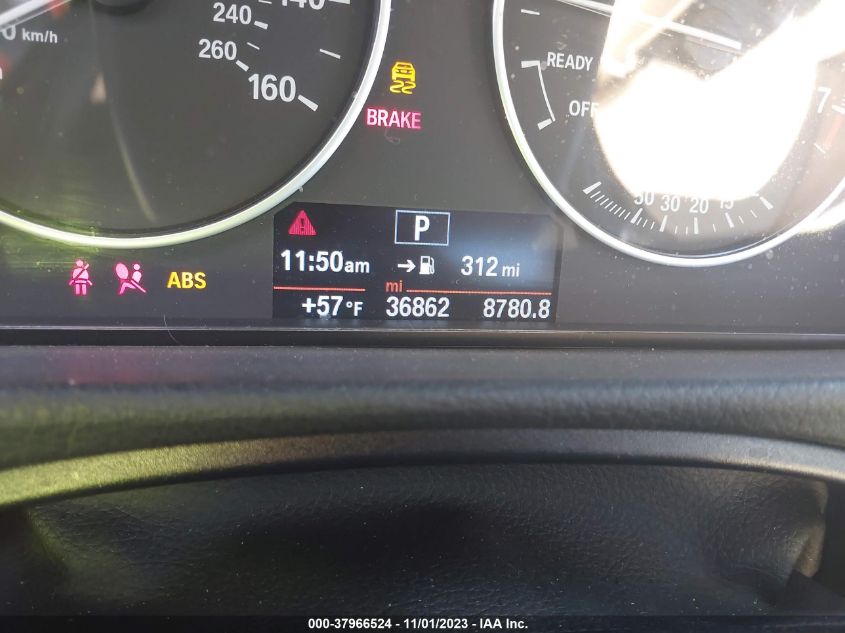 km/h
240
260
160
BRAKE
READY
OFF
7
50 30 20 15
P
11:50am 312 mi
mi
ABS
+57 °F 36862 8780.8
000-37966524 - 11/01/2023 - IAA Inc.